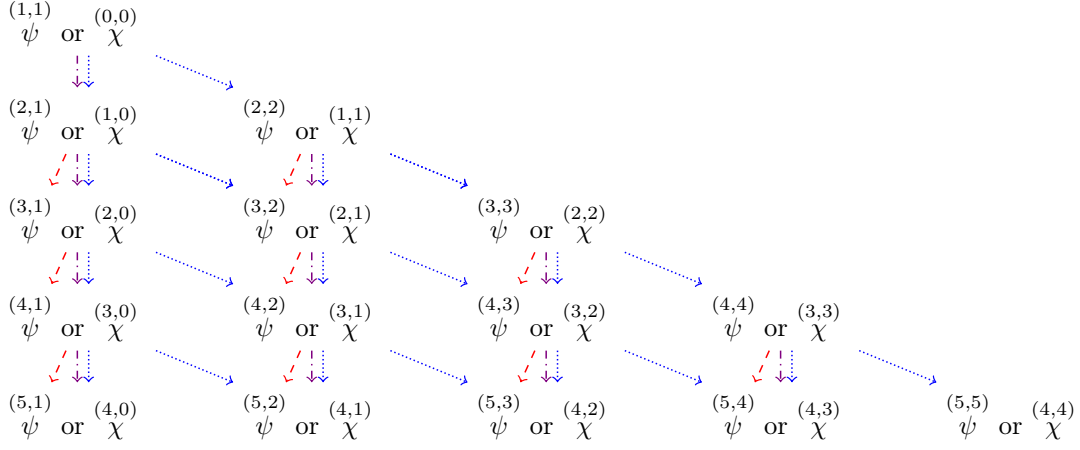 (1,1) ψ or (0,0) χ
(2,1) ψ or (1,0) χ (2,2) ψ or (1,1) χ
(3,1) ψ or (2,0) χ (3,2) ψ or (2,1) χ (3,3) ψ or (2,2) χ
(4,1) ψ or (3,0) χ (4,2) ψ or (3,1) χ (4,3) ψ or (3,2) χ (4,4) ψ or (3,3) χ
(5,1) ψ or (4,0) χ (5,2) ψ or (4,1) χ (5,3) ψ or (4,2) χ (5,4) ψ or (4,3) χ (5,5) ψ or (4,4) χ